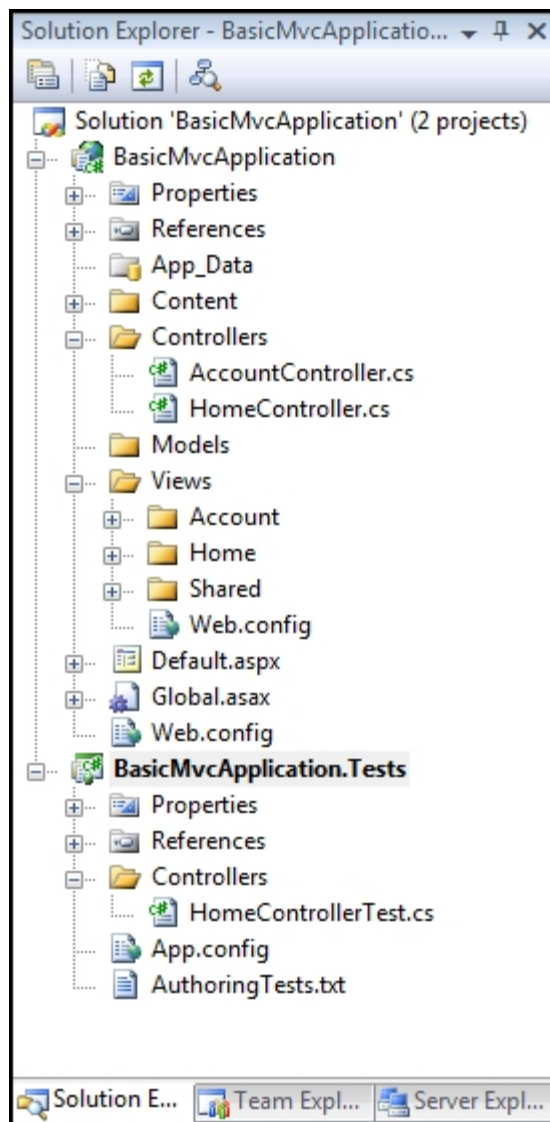 Solution Explorer - BasicMvcApplicatio...
Solution 'BasicMvcApplication' (2 projects)
BasicMvcApplication
Properties
References
App_Data
Content
Controllers
AccountController.cs
HomeController.cs
Models
Views
Account
Home
Shared
Web.config
Default.aspx
Global.asax
Web.config
BasicMvcApplication.Tests
Properties
References
Controllers
HomeControllerTest.cs
App.config
AuthoringTests.txt
Solution E... Team Expl... Server Expl...